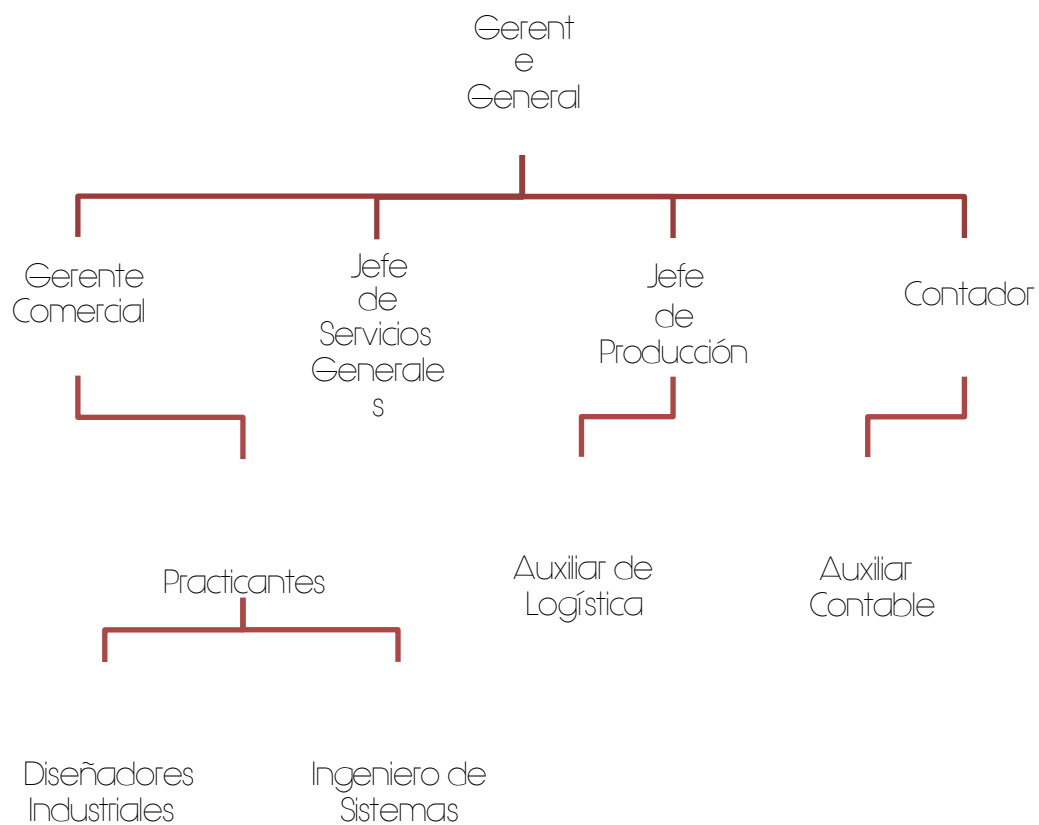 Gerent
e
General
Gerente
Comercial
Jefe
de
Servicios
Generale
s
Jefe
de
Producción
Contador
Practicantes
Auxiliar de
Logística
Auxiliar
Contable
Diseñadores
Industriales
Ingeniero de
Sistemas